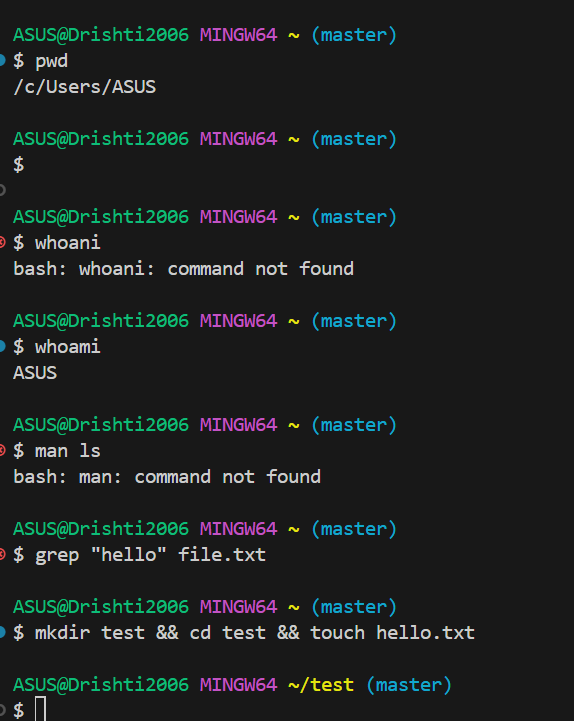 ASUS@Drishti2006 MINGW64 ~ (master)
$ pwd
/c/Users/ASUS
ASUS@Drishti2006 MINGW64 ~ (master)
$
ASUS@Drishti2006 MINGW64 ~ (master)
$ whoani
bash: whoani: command not found
ASUS@Drishti2006 MINGW64 ~ (master)
$ whoami
ASUS
ASUS@Drishti2006 MINGW64 ~ (master)
$ man ls
bash: man: command not found
ASUS@Drishti2006 MINGW64 ~ (master)
$ grep "hello" file.txt
ASUS@Drishti2006 MINGW64 ~ (master)
$ mkdir test && cd test && touch hello.txt
ASUS@Drishti2006 MINGW64 ~/test (master)
$